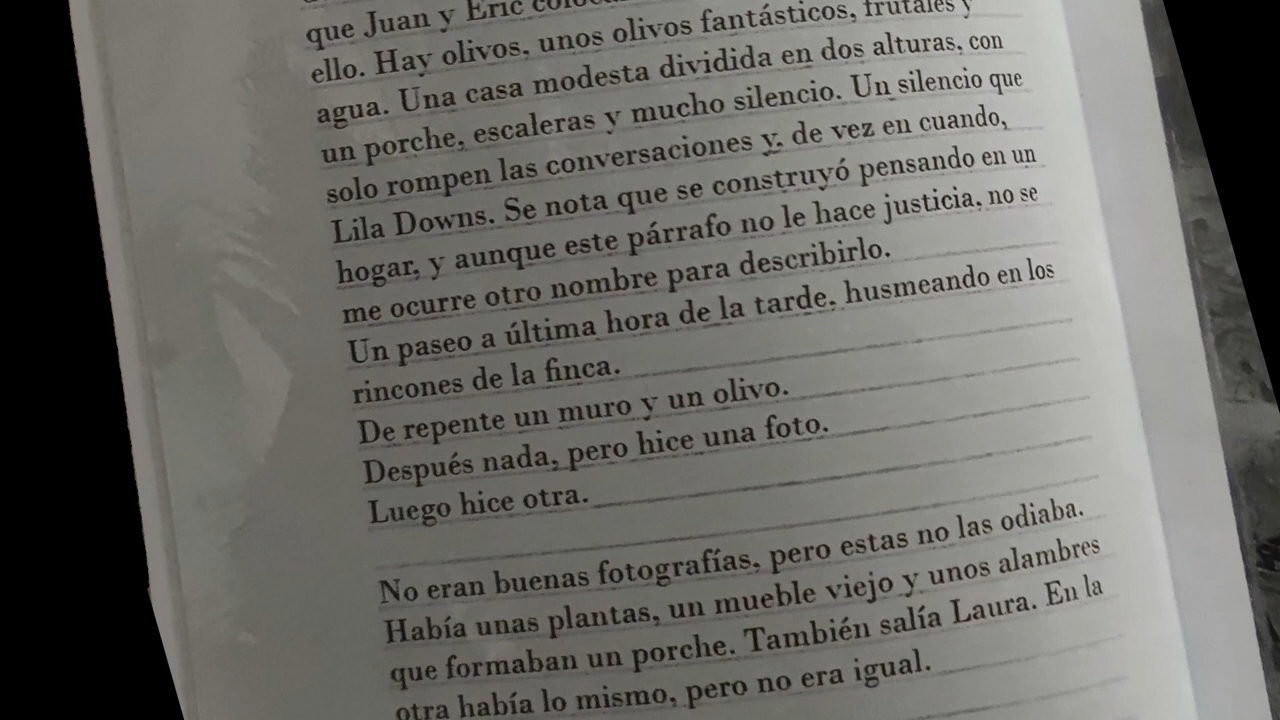 que Juan y Eric
ello. Hay olivos, unos olivos fantásticos, frutales y
agua. Una casa modesta dividida en dos alturas, con
un porche, escaleras y mucho silencio. Un silencio que
solo rompen las conversaciones y, de vez en cuando,
Lila Downs. Se nota que se construyó pensando en un
hogar, y aunque este párrafo no le hace justicia, no se
me ocurre otro nombre para describirlo.
Un paseo a última hora de la tarde, husmeando en los
rincones de la finca.
De repente un muro y un olivo.
Después nada, pero hice una foto.
Luego hice otra.
No eran buenas fotografías, pero estas no las odiaba.
Había unas plantas, un mueble viejo y unos alambres
que formaban un porche. También salía Laura. En la
otra había lo mismo, pero no era igual.